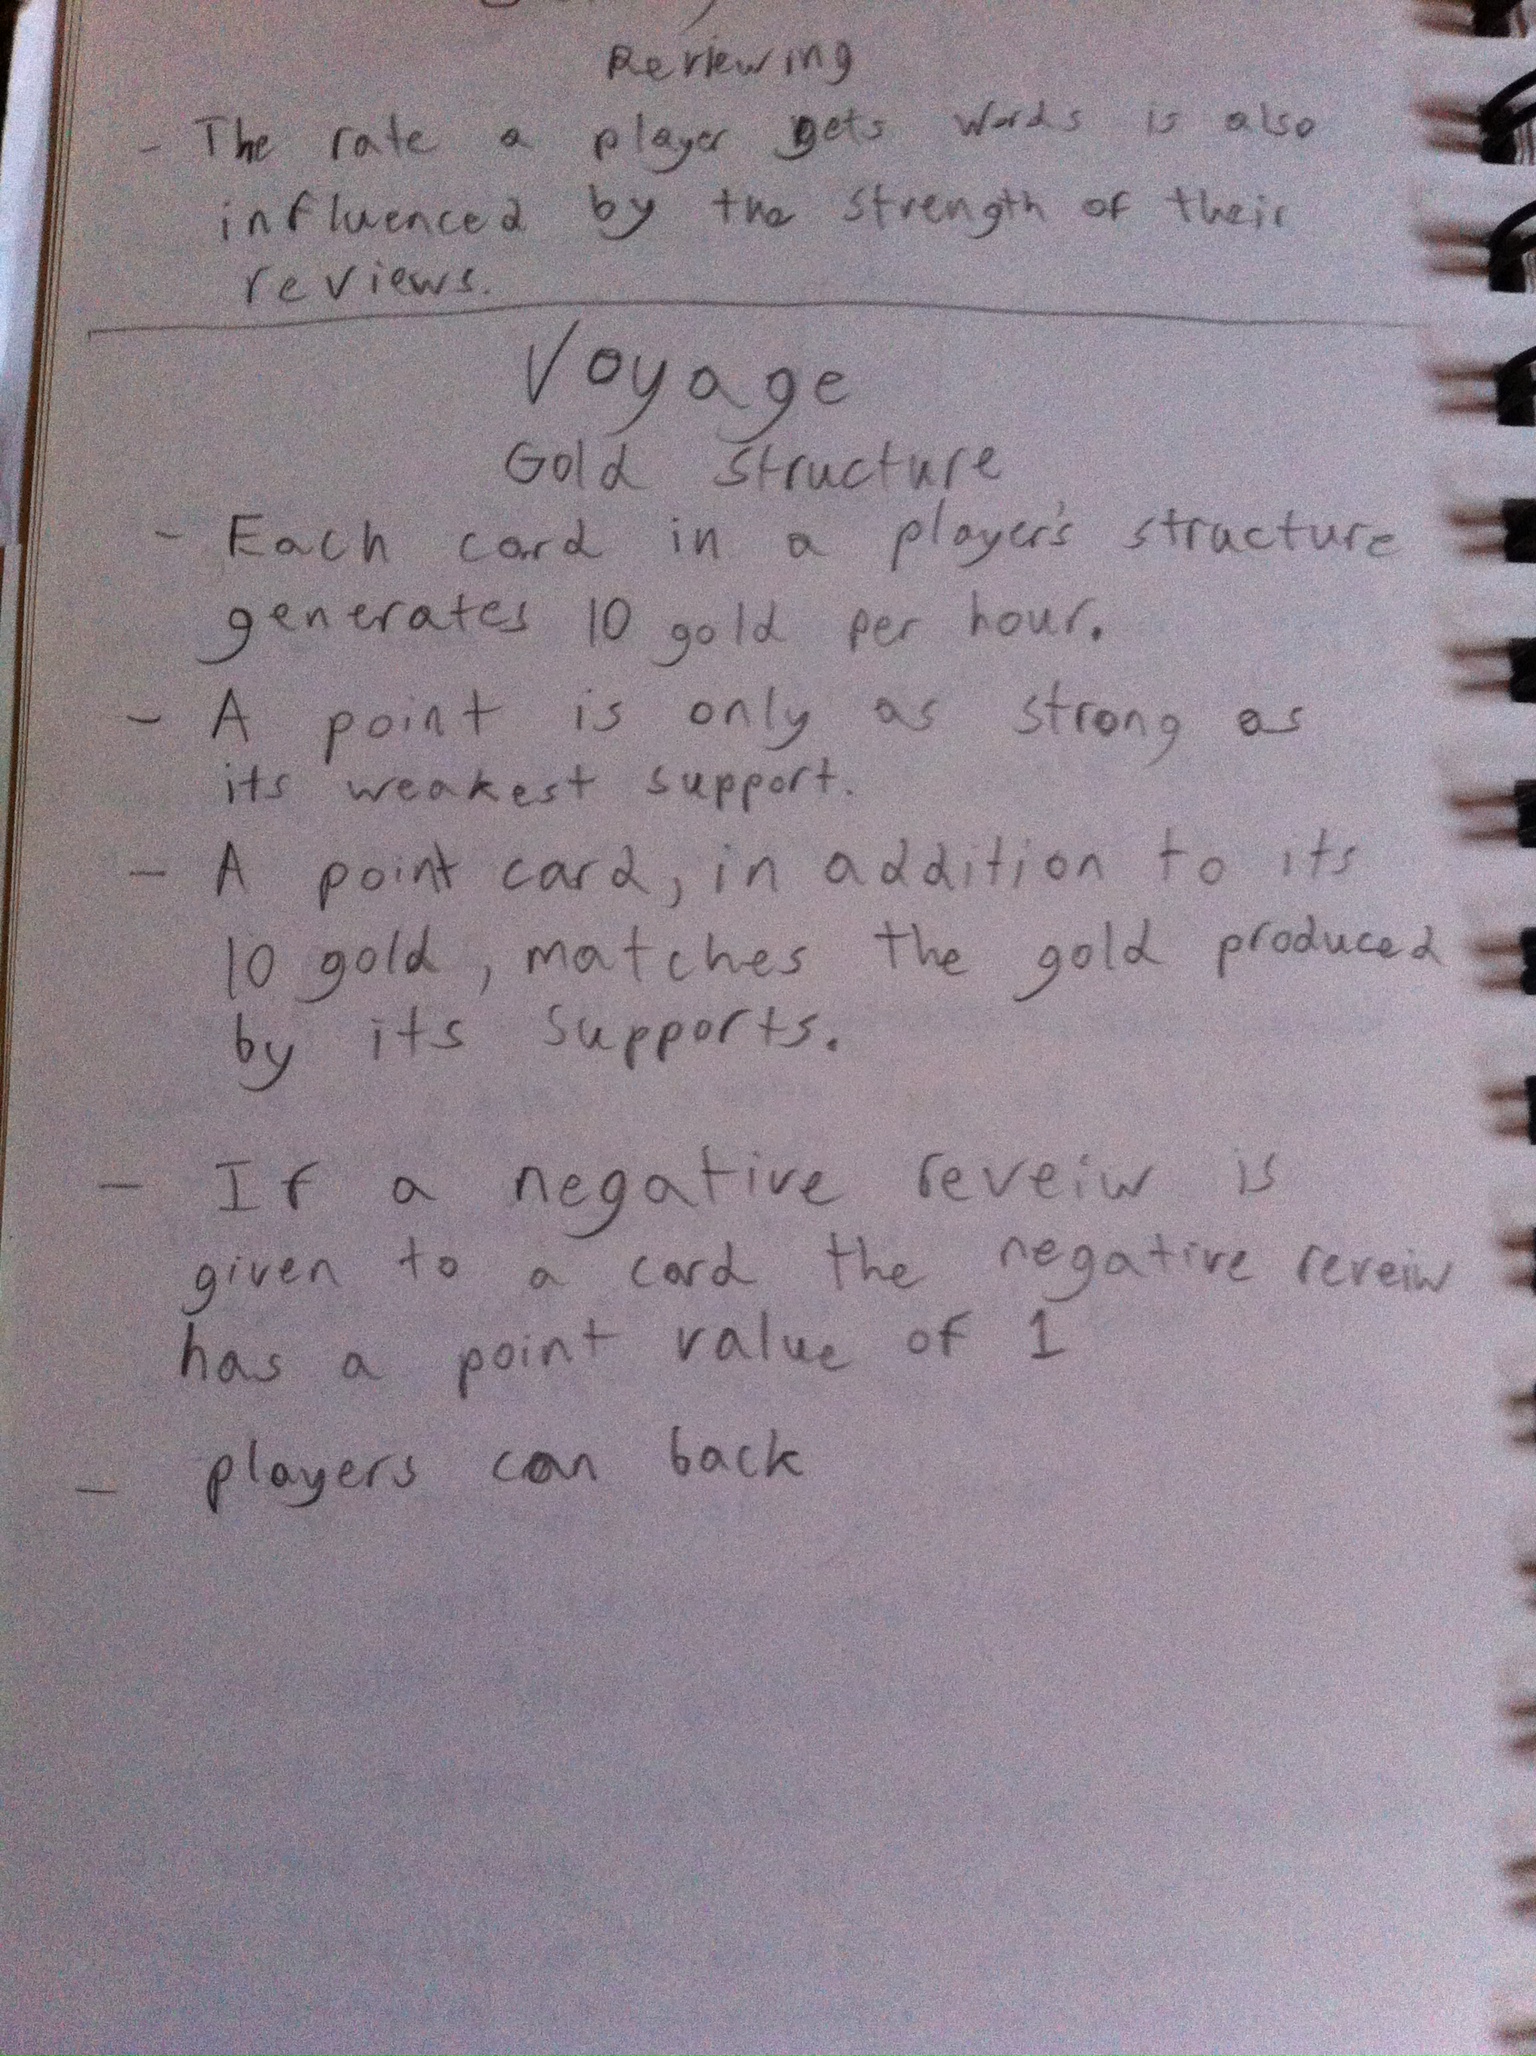 Reviewing
- The rate a player gets words is also
influenced by the strength of their
reviews.
Voyage
Gold Structure
- Each card in a player's structure
generates 10 gold per hour.
- A point is only as strong as
its weakest support.
- A point card, in addition to its
10 gold, matches the gold produced
by its supports.
- If a negative reveiw is
given to a card the negative reveiw
has a point value of 1
- players can back